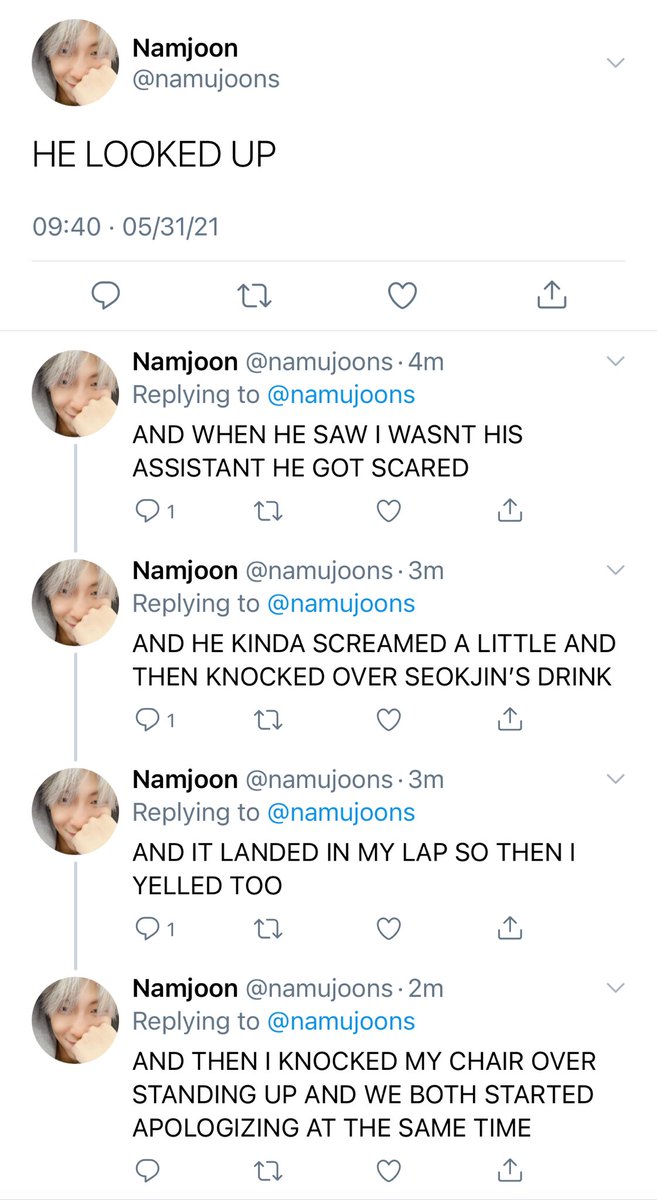 Namjoon
@namujoons
HE LOOKED UP
09:40 · 05/31/21
Namjoon @namujoons · 4m
Replying to @namujoons
AND WHEN HE SAW I WASNT HIS
ASSISTANT HE GOT SCARED
1
Namjoon @namujoons · 3m
Replying to @namujoons
AND HE KINDA SCREAMED A LITTLE AND
THEN KNOCKED OVER SEOKJIN’S DRINK
1
Namjoon @namujoons · 3m
Replying to @namujoons
AND IT LANDED IN MY LAP SO THEN I
YELLED TOO
1
Namjoon @namujoons · 2m
Replying to @namujoons
AND THEN I KNOCKED MY CHAIR OVER
STANDING UP AND WE BOTH STARTED
APOLOGIZING AT THE SAME TIME